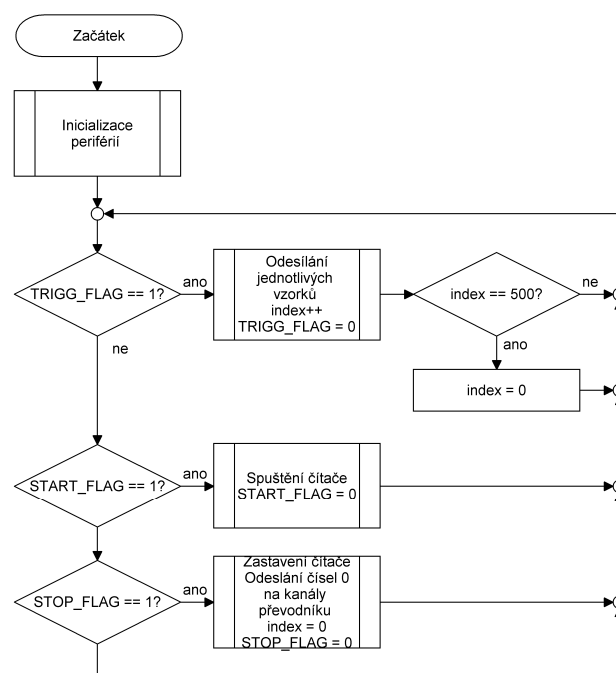 Začátek
Inicializace
periférií
TRIGG_FLAG == 1?
ano
Odesílání
jednotlivých
vzorků
index++
TRIGG_FLAG = 0
index == 500?
ne
ano
index = 0
ne
START_FLAG == 1?
ano
Spuštění čítače
START_FLAG = 0
STOP_FLAG == 1?
ano
Zastavení čítače
Odeslání čísel 0
na kanály
převodníku
index = 0
STOP_FLAG = 0